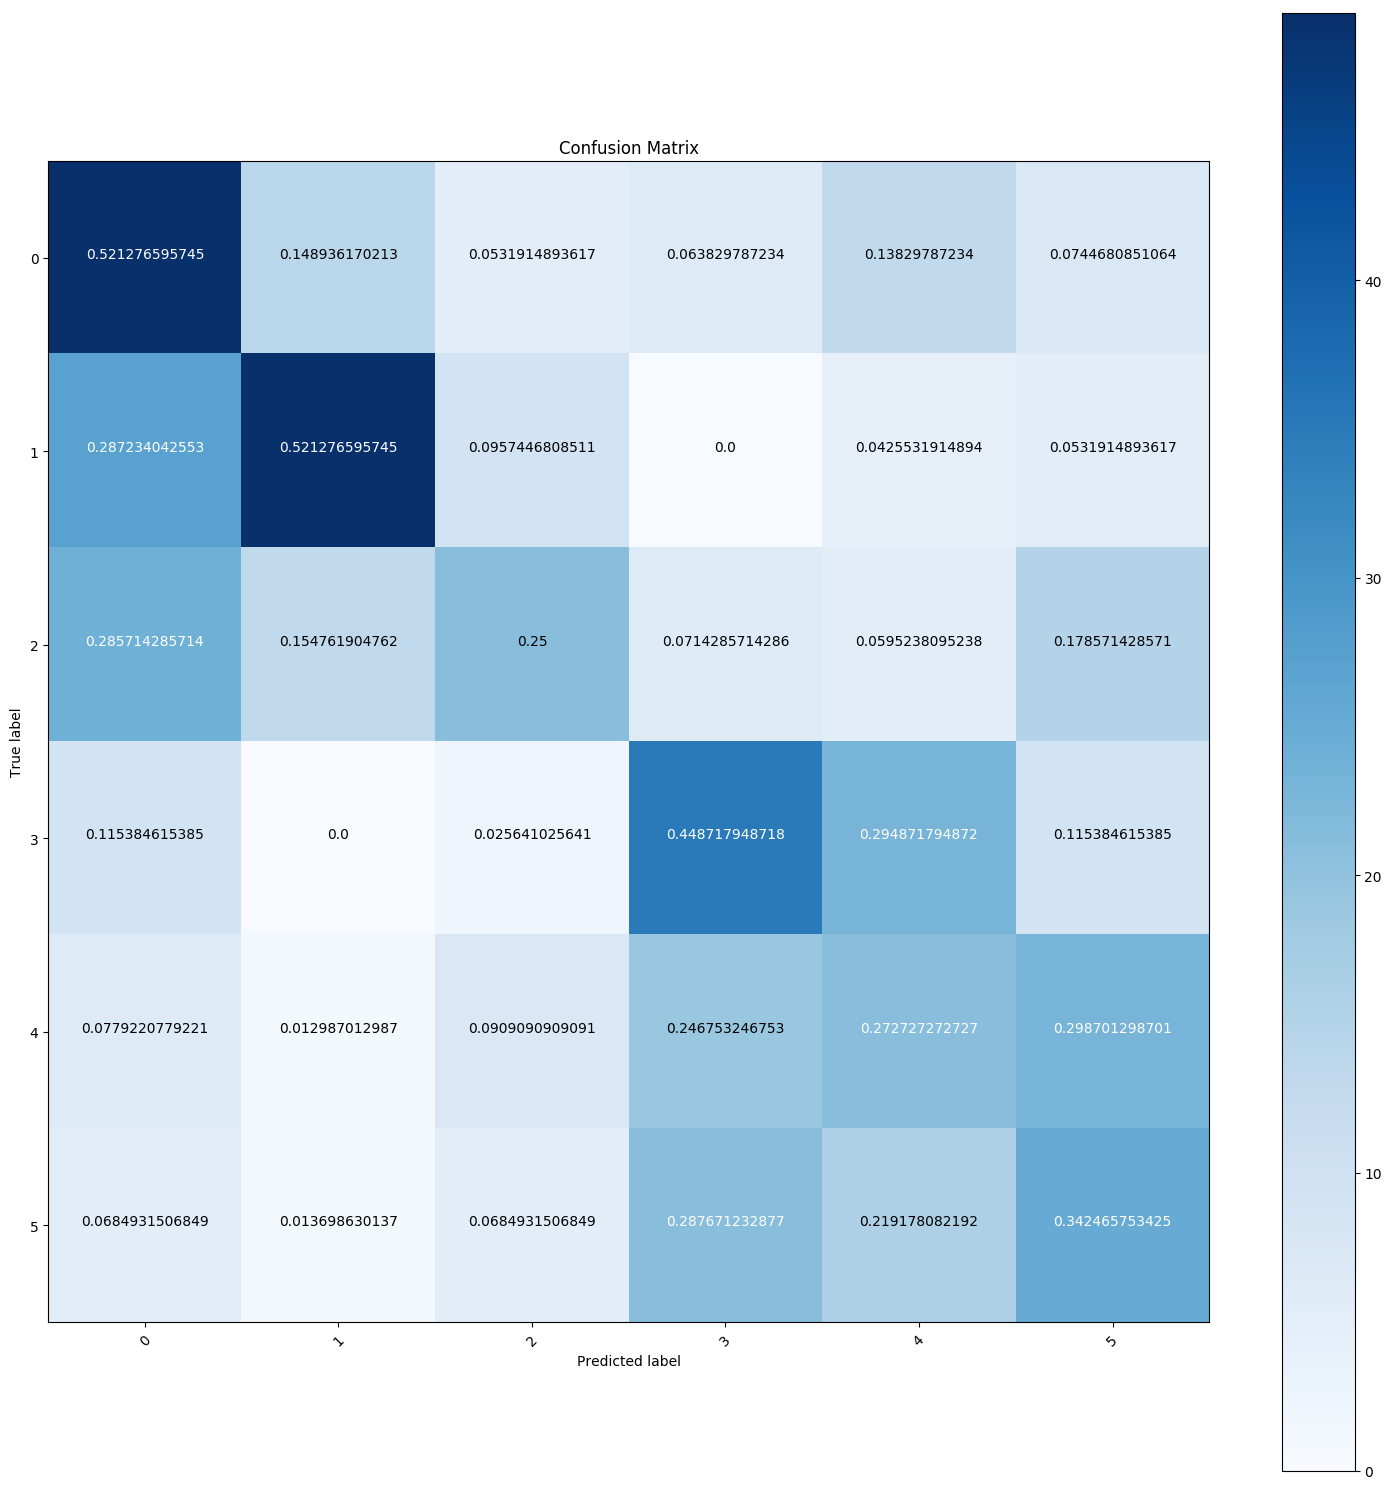 Confusion Matrix
0 0.521276595745 0.148936170213 0.0531914893617 0.063829787234 0.13829787234 0.0744680851064
1 0.287234042553 0.521276595745 0.0957446808511 0.0 0.0425531914894 0.0531914893617
2 0.285714285714 0.154761904762 0.25 0.0714285714286 0.0595238095238 0.178571428571
3 0.115384615385 0.0 0.025641025641 0.448717948718 0.294871794872 0.115384615385
4 0.0779220779221 0.012987012987 0.0909090909091 0.246753246753 0.272727272727 0.298701298701
5 0.0684931506849 0.013698630137 0.0684931506849 0.287671232877 0.219178082192 0.342465753425
0 1 2 3 4 5
Predicted label
True label
40
30
20
10
0